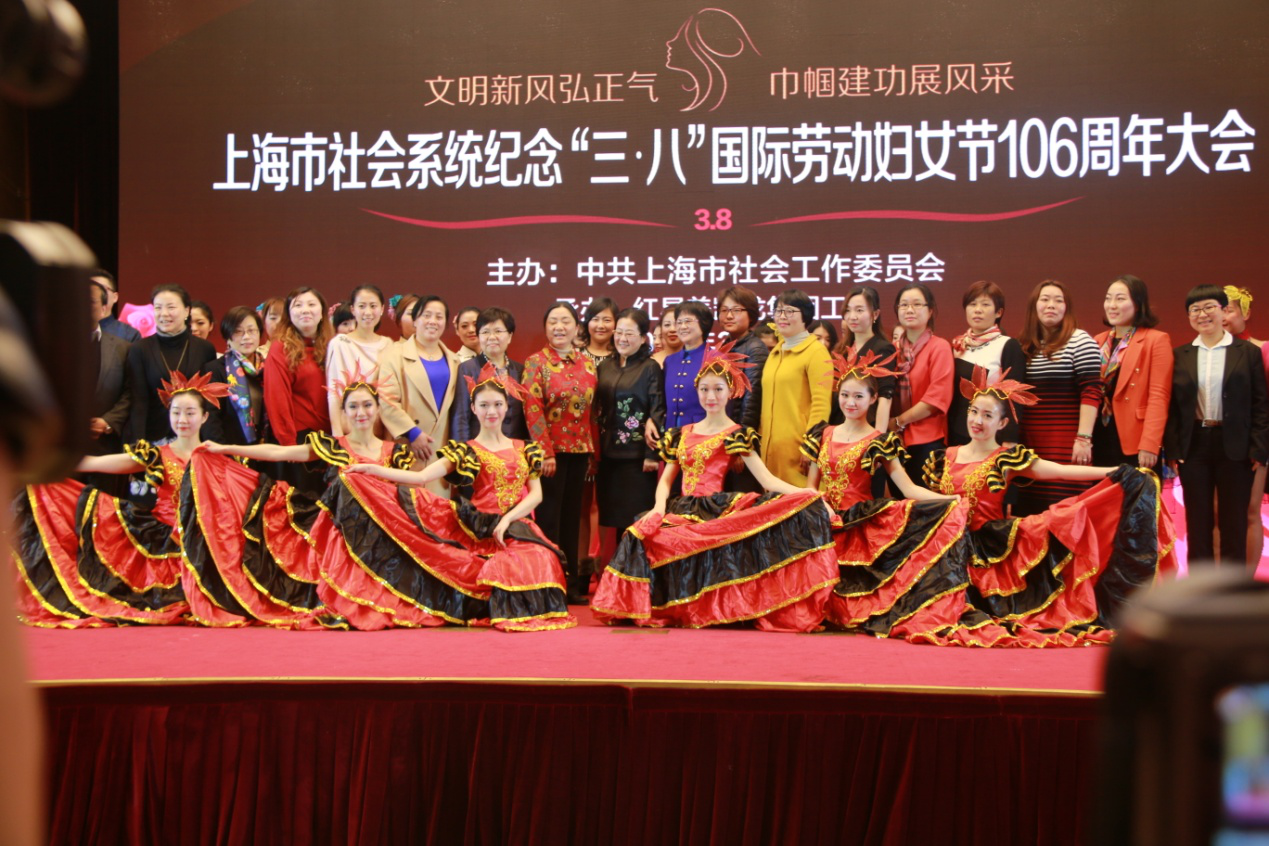 文明新风弘正气 巾帼建功展风采
上海市社会系统纪念“三·八”国际劳动妇女节106周年大会
3.8
主办：中共上海市社会工作委员会